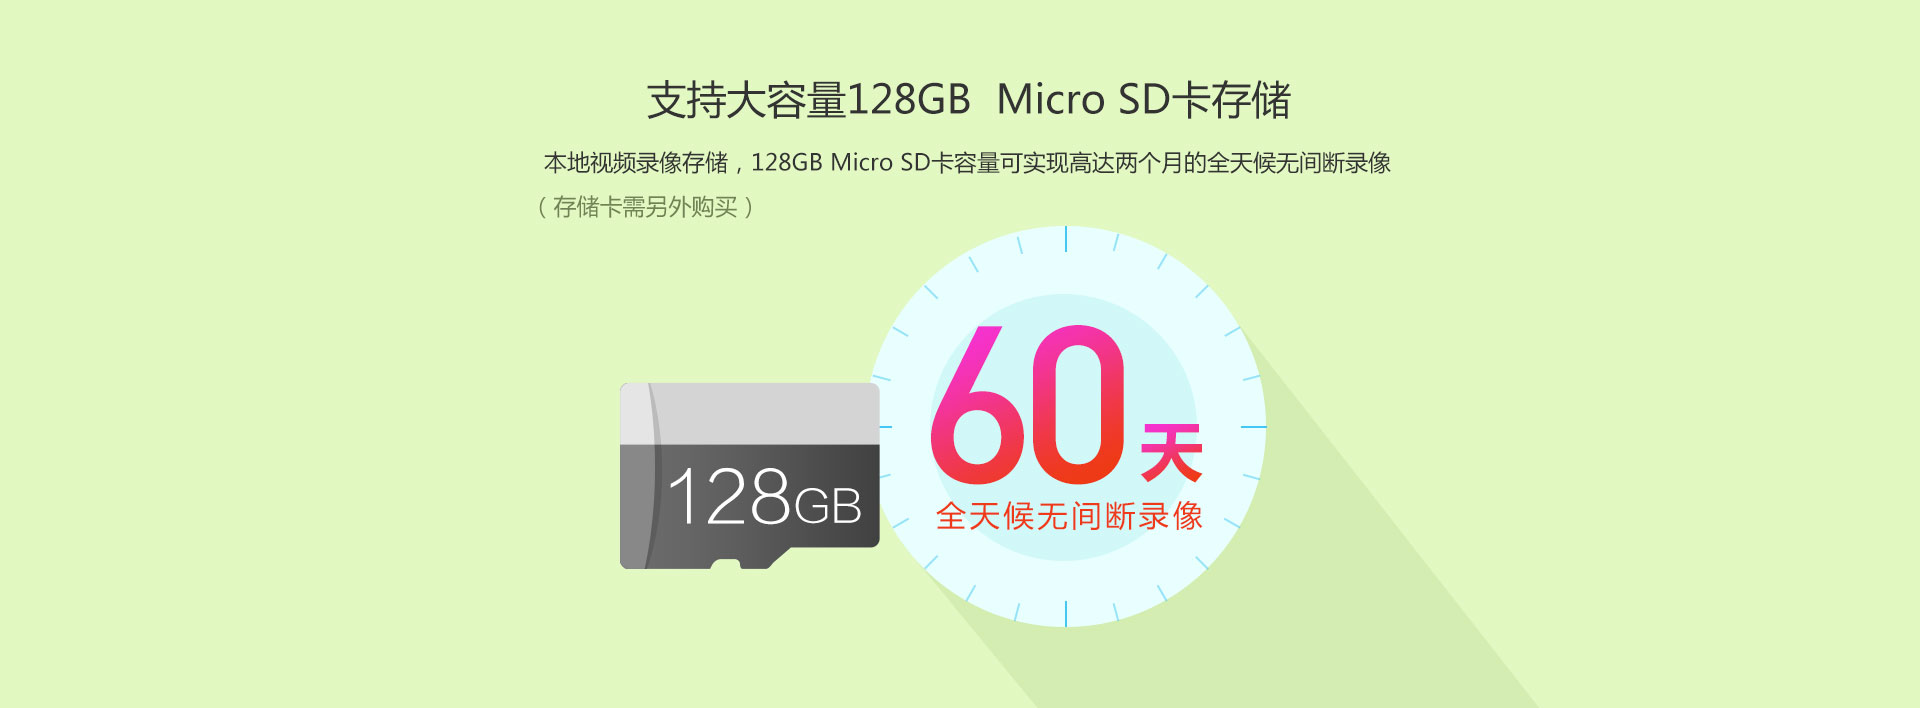 支持大容量128GB  Micro SD卡存储
本地视频录像存储，128GB Micro SD卡容量可实现高达两个月的全天候无间断录像
（存储卡需另外购买）
60天
128GB
全天候无间断录像